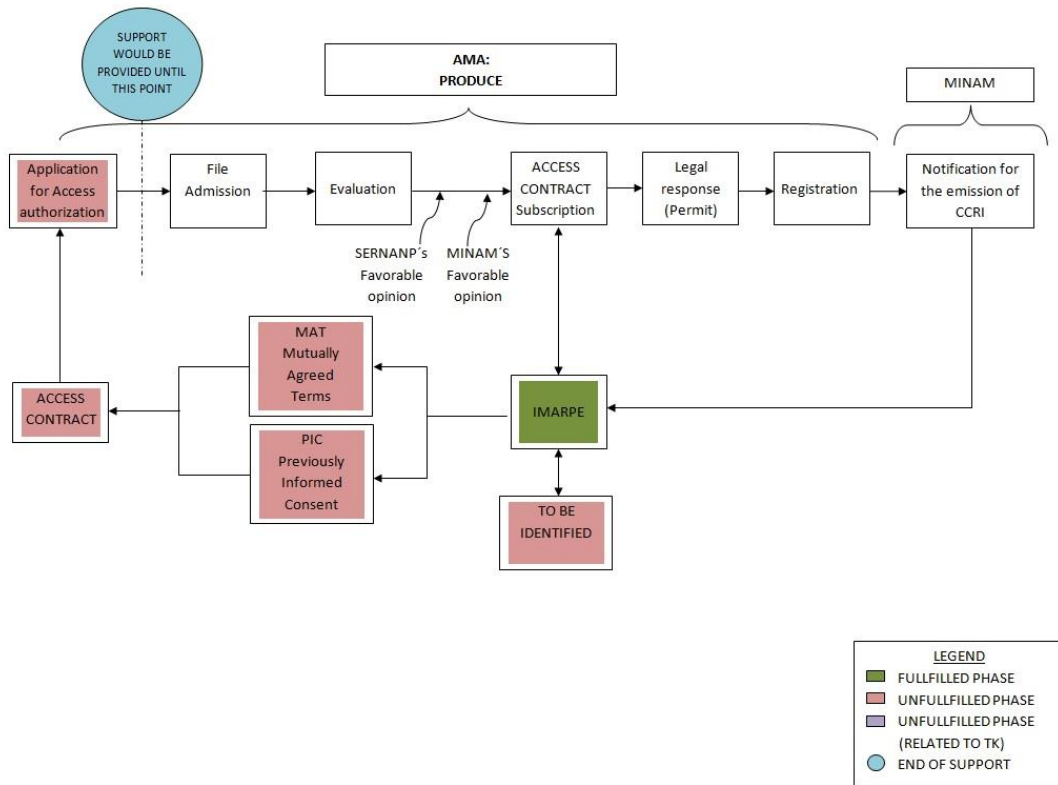 SUPPORT
WOULD BE
PROVIDED UNTIL
THIS POINT
AMA:
PRODUCE
MINAM
Application
for Access
authorization
File
Admission
Evaluation
ACCESS
CONTRACT
Subscription
Legal
response
(Permit)
Registration
Notification for
the emission of
CCRI
SERNANP´s
Favorable
opinion
MINAM´S
Favorable
opinion
MAT
Mutually
Agreed
Terms
ACCESS
CONTRACT
IMARPE
PIC
Previously
Informed
Consent
TO BE
IDENTIFIED
LEGEND
FULLFILLED PHASE
UNFULLFILLED PHASE
UNFULLFILLED PHASE
(RELATED TO TK)
END OF SUPPORT